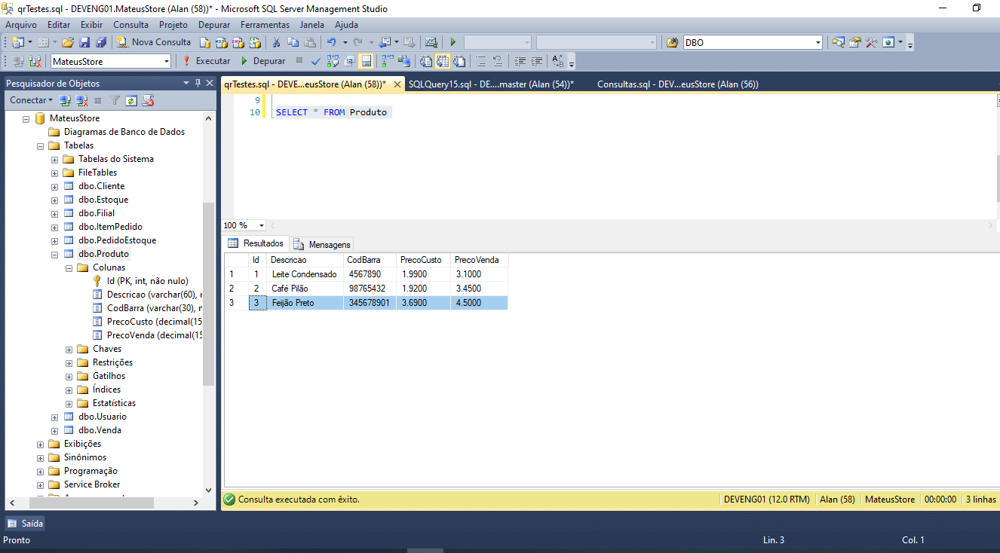 qrTestes.sql - DEVENG01.MateusStore (Alan (58))* - Microsoft SQL Server Management Studio
Arquivo Editar Exibir Consulta Projeto Depurar Ferramentas Janela Ajuda
Nova Consulta DBO
MateusStore Executar Depurar
Pesquisador de Objetos
Conectar
MateusStore
Diagramas de Banco de Dados
Tabelas
Tabelas do Sistema
FileTables
dbo.Cliente
dbo.Estoque
dbo.Filial
dbo.ItemPedido
dbo.PedidoEstoque
dbo.Produto
Colunas
Id (PK, int, não nulo)
Descricao (varchar(60), r
CodBarra (varchar(30), r
PrecoCusto (decimal(15
PrecoVenda (decimal(15
Chaves
Restrições
Gatilhos
Índices
Estatísticas
dbo.Usuario
dbo.Venda
Exibições
Sinônimos
Programação
Service Broker
qrTestes.sql - DEVE...eusStore (Alan (58))* SQLQuery15.sql - DE....master (Alan (54))* Consultas.sql - DEV...eusStore (Alan (56))
9
10 SELECT * FROM Produto
100 %
Resultados Mensagens
Id Descricao CodBarra PrecoCusto PrecoVenda
1 1 Leite Condensado 4567890 1.9900 3.1000
2 2 Café Pilão 98765432 1.9200 3.4500
3 3 Feijão Preto 345678901 3.6900 4.5000
Consulta executada com êxito. DEVENG01 (12.0 RTM) Alan (58) MateusStore 00:00:00 3 linhas
Saída
Pronto Lin. 3 Col. 1